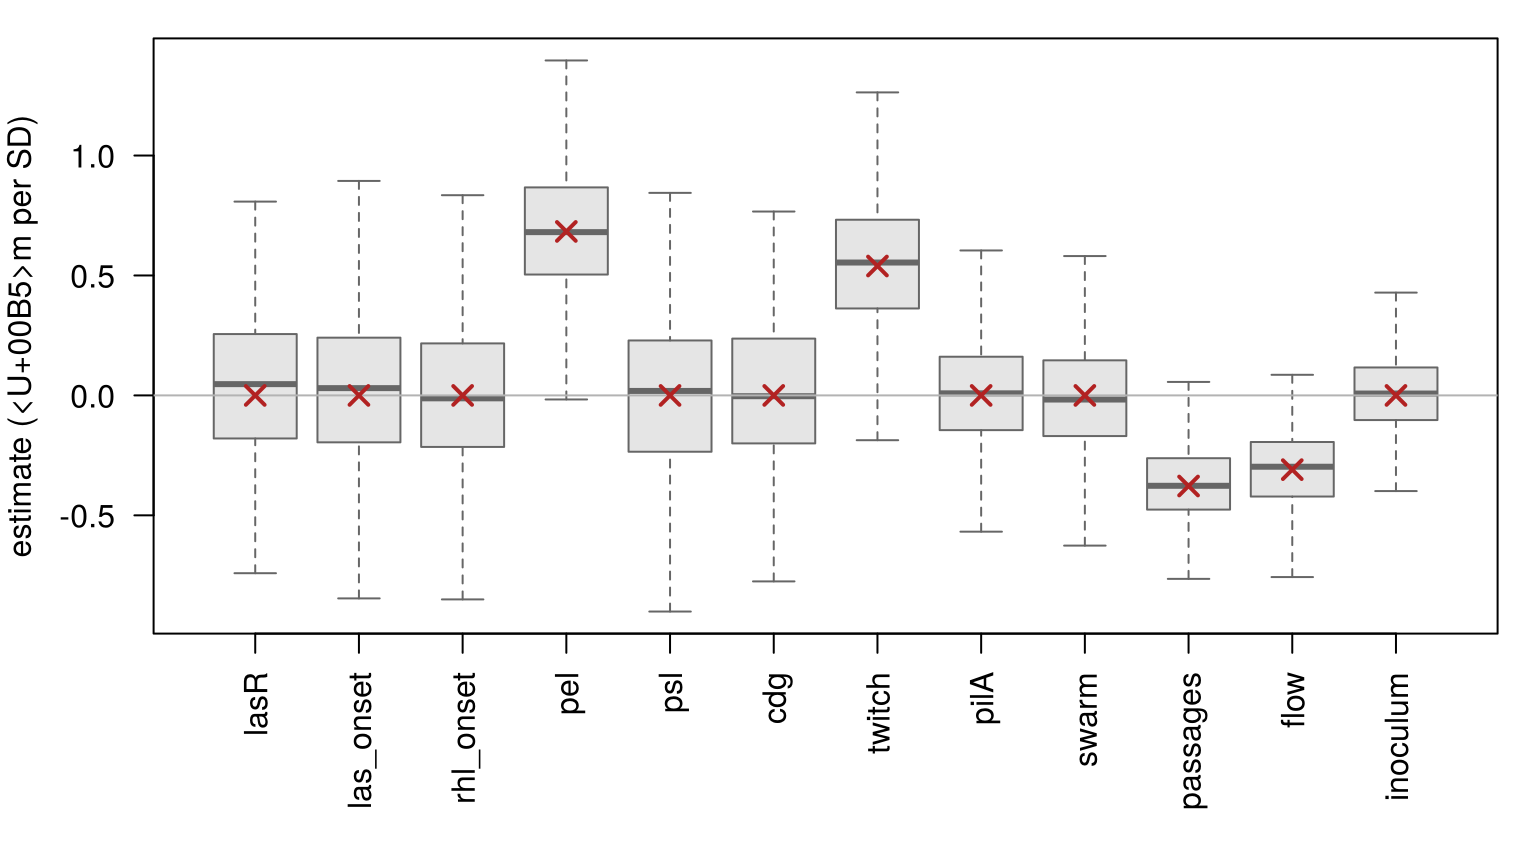 estimate (<U+00B5>m per SD)
1.0
0.5
0.0
-0.5
lasR
las_onset
rhl_onset
pel
psl
cdg
twitch
pilA
swarm
passages
flow
inoculum